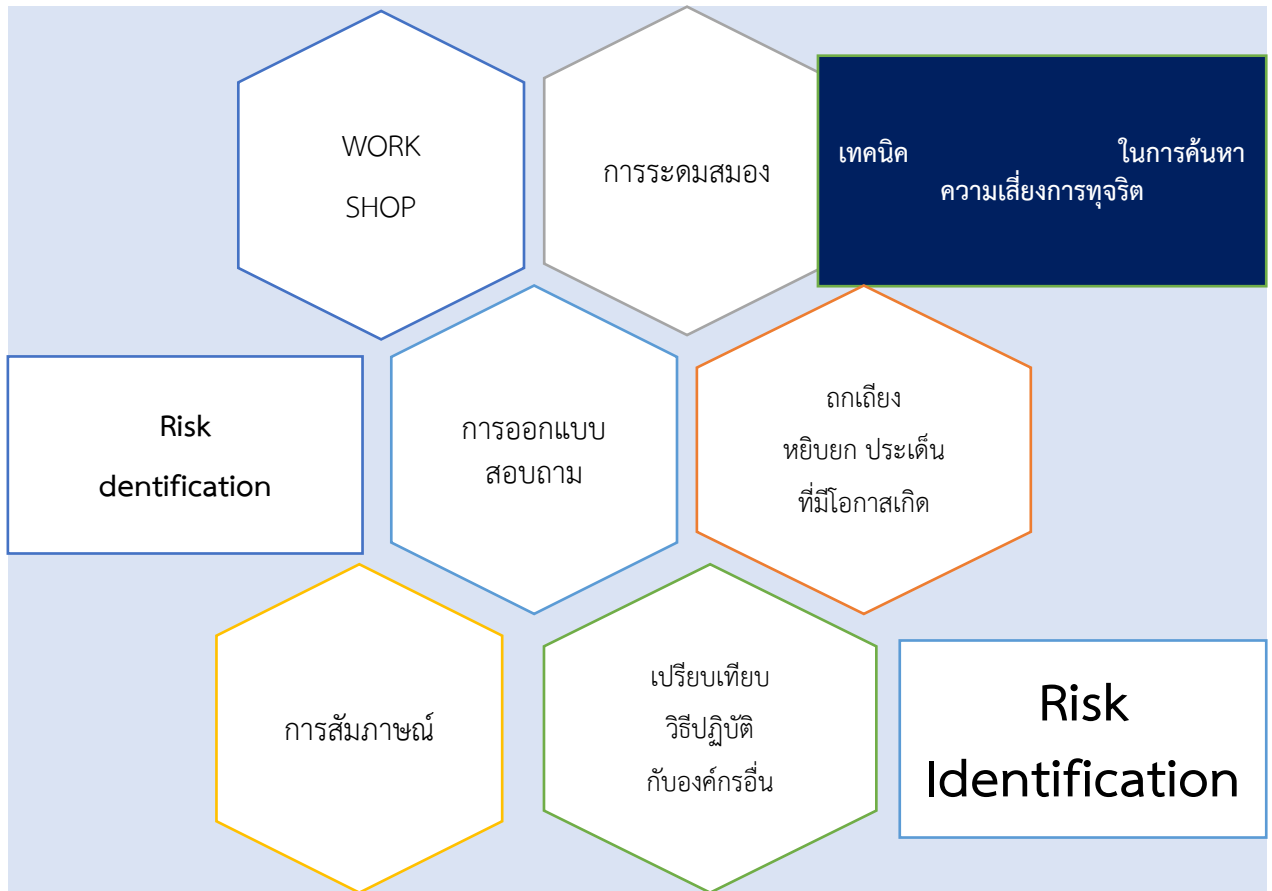 WORK
SHOP
การระดมสมอง
เทคนิค ในการค้นหา
ความเสี่ยงการทุจริต
Risk
dentification
การออกแบบ
สอบถาม
ถกเถียง
หยิบยก ประเด็น
ที่มีโอกาสเกิด
การสัมภาษณ์
เปรียบเทียบ
วิธีปฏิบัติ
กับองค์กรอื่น
Risk
Identification